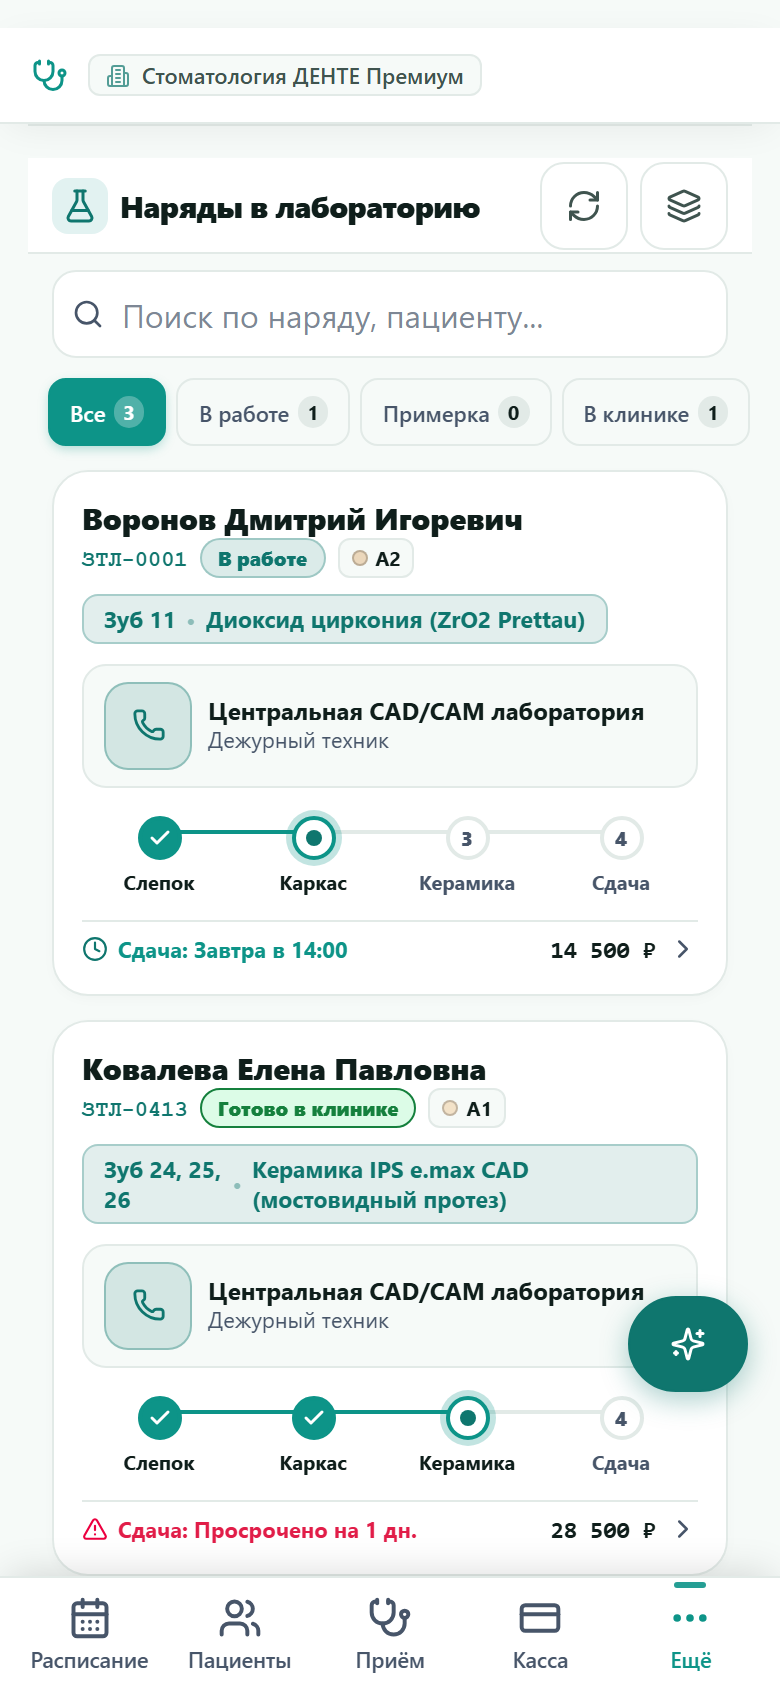 Стоматология ДЕНТЕ Премиум
Наряды в лабораторию
Поиск по наряду, пациенту...
Все 3
В работе 1
Примерка 0
В клинике 1
Воронов Дмитрий Игоревич
ЗТЛ-0001 В работе A2
Зуб 11 • Диоксид циркония (ZrO2 Prettau)
Центральная CAD/CAM лаборатория
Дежурный техник
3 4
Слепок Каркас Керамика Сдача
Сдача: Завтра в 14:00 14 500 ₽
Ковалева Елена Павловна
ЗТЛ-0413 Готово в клинике A1
Зуб 24, 25, 26 • Керамика IPS e.max CAD
(мостовидный протез)
Центральная CAD/CAM лаборатория
Дежурный техник
4
Слепок Каркас Керамика Сдача
Сдача: Просрочено на 1 дн. 28 500 ₽
Расписание Пациенты Приём Касса Ещё